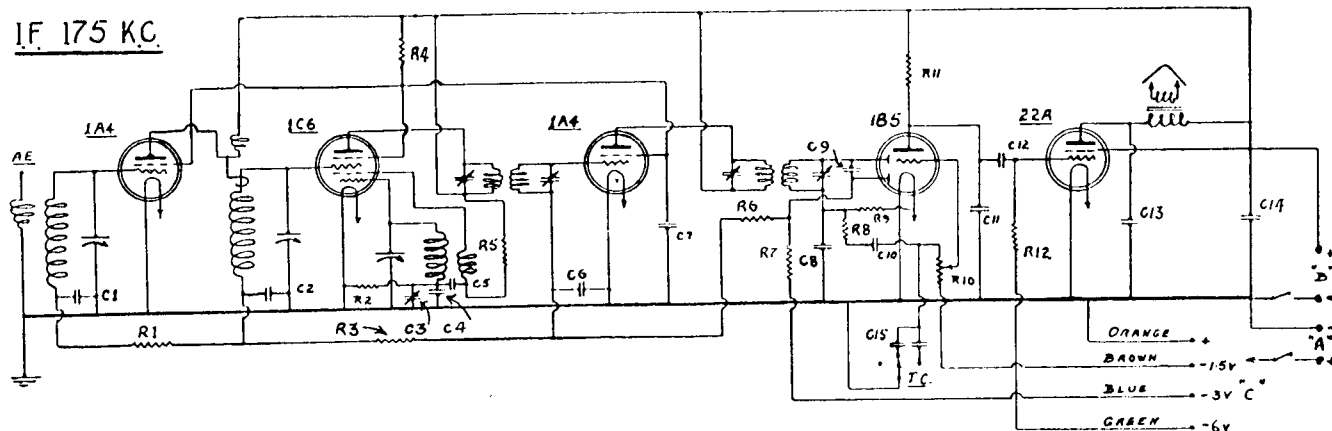 I.F. 175 K.C.
AE
1A4
1C6
1A4
1B5
22A
R4
R11
C9
C12
R5
C7
R6
R7
R8
R9
C8
C10
R10
C11
R12
C13
C14
C1
C2
R2
C3
C4
C5
C6
R1
R3
C15
T.C.
+
"B"
-
"A"
ORANGE +
BROWN -1.5V
BLUE -3V "C"
GREEN -6V